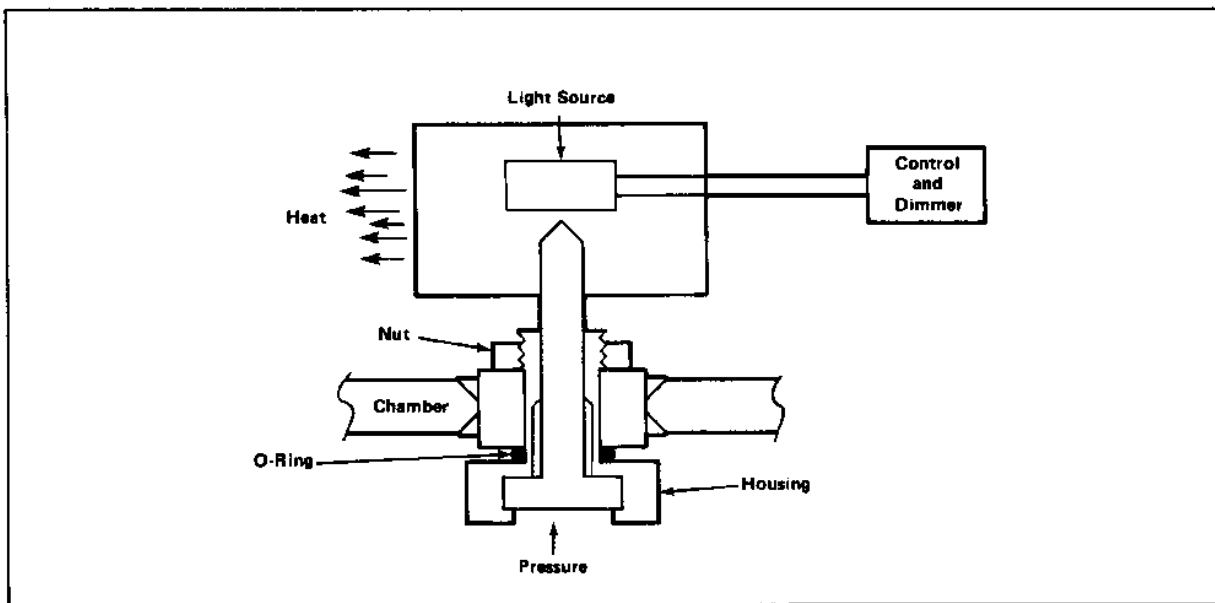 Light Source
Control
and
Dimmer
Heat
Nut
Chamber
O-Ring
Housing
Pressure